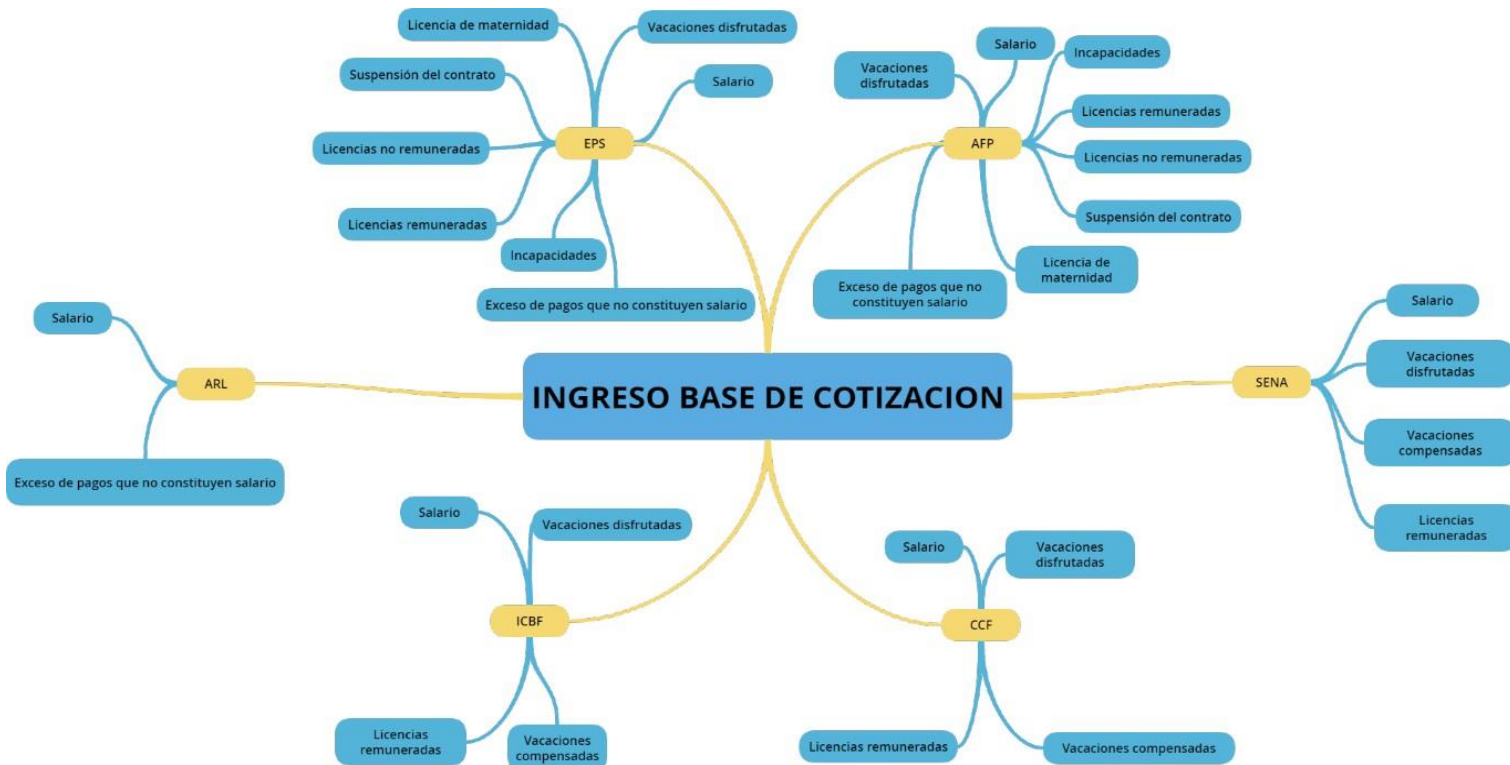 Licencia de maternidad
Vacaciones disfrutadas
Suspensión del contrato
Salario
EPS
Licencias no remuneradas
Licencias remuneradas
Incapacidades
Exceso de pagos que no constituyen salario
Salario
Incapacidades
Vacaciones
disfrutadas
Licencias remuneradas
AFP
Licencias no remuneradas
Suspensión del contrato
Licencia de
maternidad
Exceso de pagos que no
constituyen salario
Salario
ARL
Exceso de pagos que no constituyen salario
INGRESO BASE DE COTIZACION
SENA
Salario
Vacaciones
disfrutadas
Vacaciones
compensadas
Licencias
remuneradas
Salario
Vacaciones disfrutadas
ICBF
Licencias
remuneradas
Vacaciones
compensadas
Salario
Vacaciones
disfrutadas
CCF
Licencias remuneradas
Vacaciones compensadas